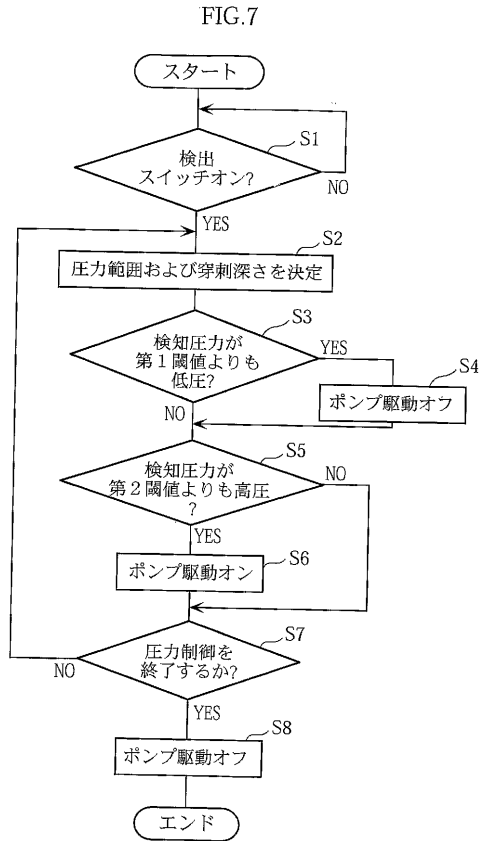 FIG.7
スタート
S1
検出
スイッチオン?
NO
YES
S2
圧力範囲および穿刺深さを決定
S3
検知圧力が
第1閾値よりも
低圧?
YES
S4
ポンプ駆動オフ
NO
S5
検知圧力が
第2閾値よりも高圧
?
NO
YES
S6
ポンプ駆動オン
S7
圧力制御を
終了するか?
NO
YES
S8
ポンプ駆動オフ
エンド